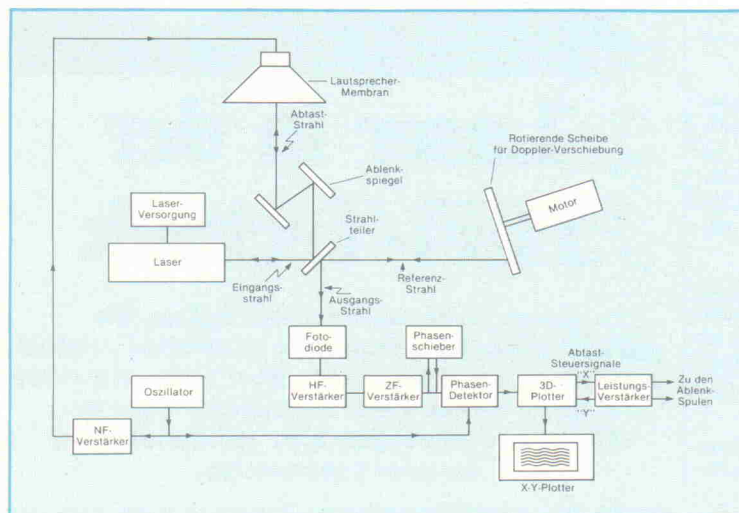 Lautsprecher-
Membran
Abtast-
Strahl
Rotierende Scheibe
für Doppler-Verschiebung
Ablenk-
spiegel
Motor
Laser-
Versorgung
Strahl-
teiler
Laser
Eingangs-
strahl
Ausgangs-
Strahl
Referenz-
Strahl
Foto-
diode
Phasen-
schieber
Abtast-
Steuersignale
Oszillator
HF-
Verstärker
ZF-
Verstärker
Phasen-
Detektor
3D-
Plotter
"X"
"Y"
Leistungs-
Verstärker
Zu den
Ablenk-
Spulen
NF-
Verstärker
X-Y-Plotter